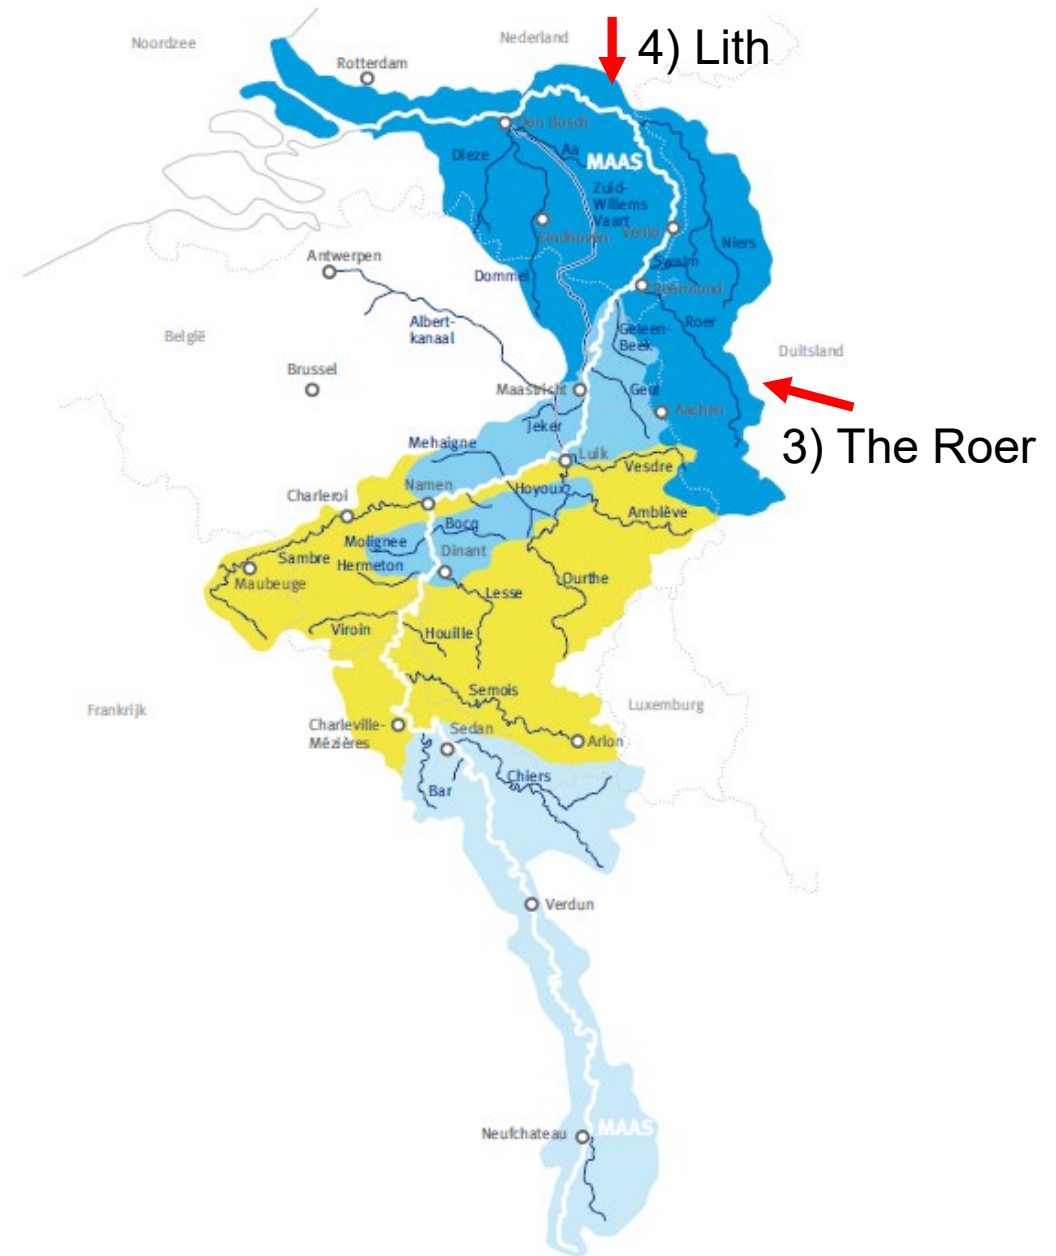 Noordzee
Nederland
4) Lith
Rotterdam
Den Bosch
Aa
Dieze
MAAS
Zuid-
Willems
Vaart
Eindhoven
Venlo
Niers
Antwerpen
Swalm
Dommel
Roermond
Albert-
kanaal
Roer
Geleen-
Beek
België
Duitsland
Brussel
Maastricht
Geul
Aachen
Jeker
3) The Roer
Mehaigne
Luik
Vesdre
Namen
Hoyoux
Charleroi
Amblève
Bocq
Molignee
Dinant
Sambre
Hermeton
Maubeuge
Ourthe
Lesse
Viroin
Houille
Semois
Luxemburg
Frankrijk
Charleville-
Mézières
Sedan
Arlon
Chiers
Bar
Verdun
Neufchateau
MAAS